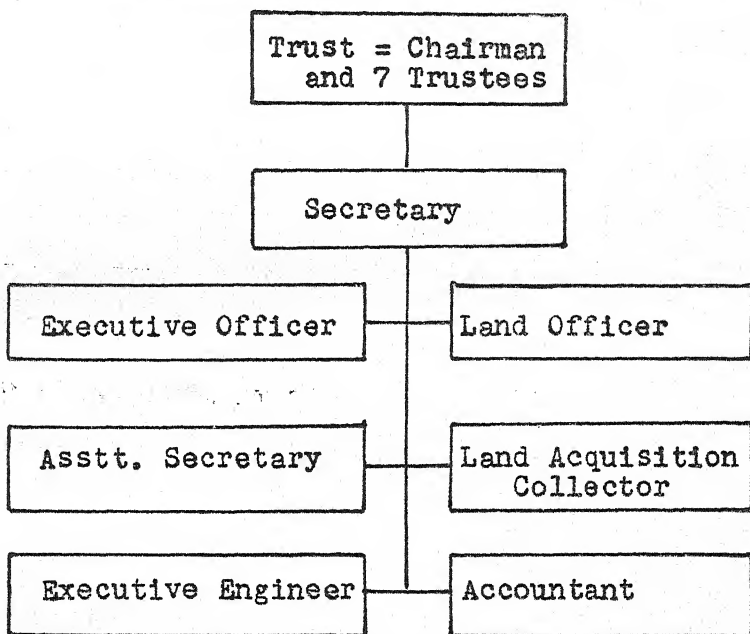 Trust = Chairman
and 7 Trustees
Secretary
Executive Officer
Land Officer
Asstt. Secretary
Land Acquisition
Collector
Executive Engineer
Accountant